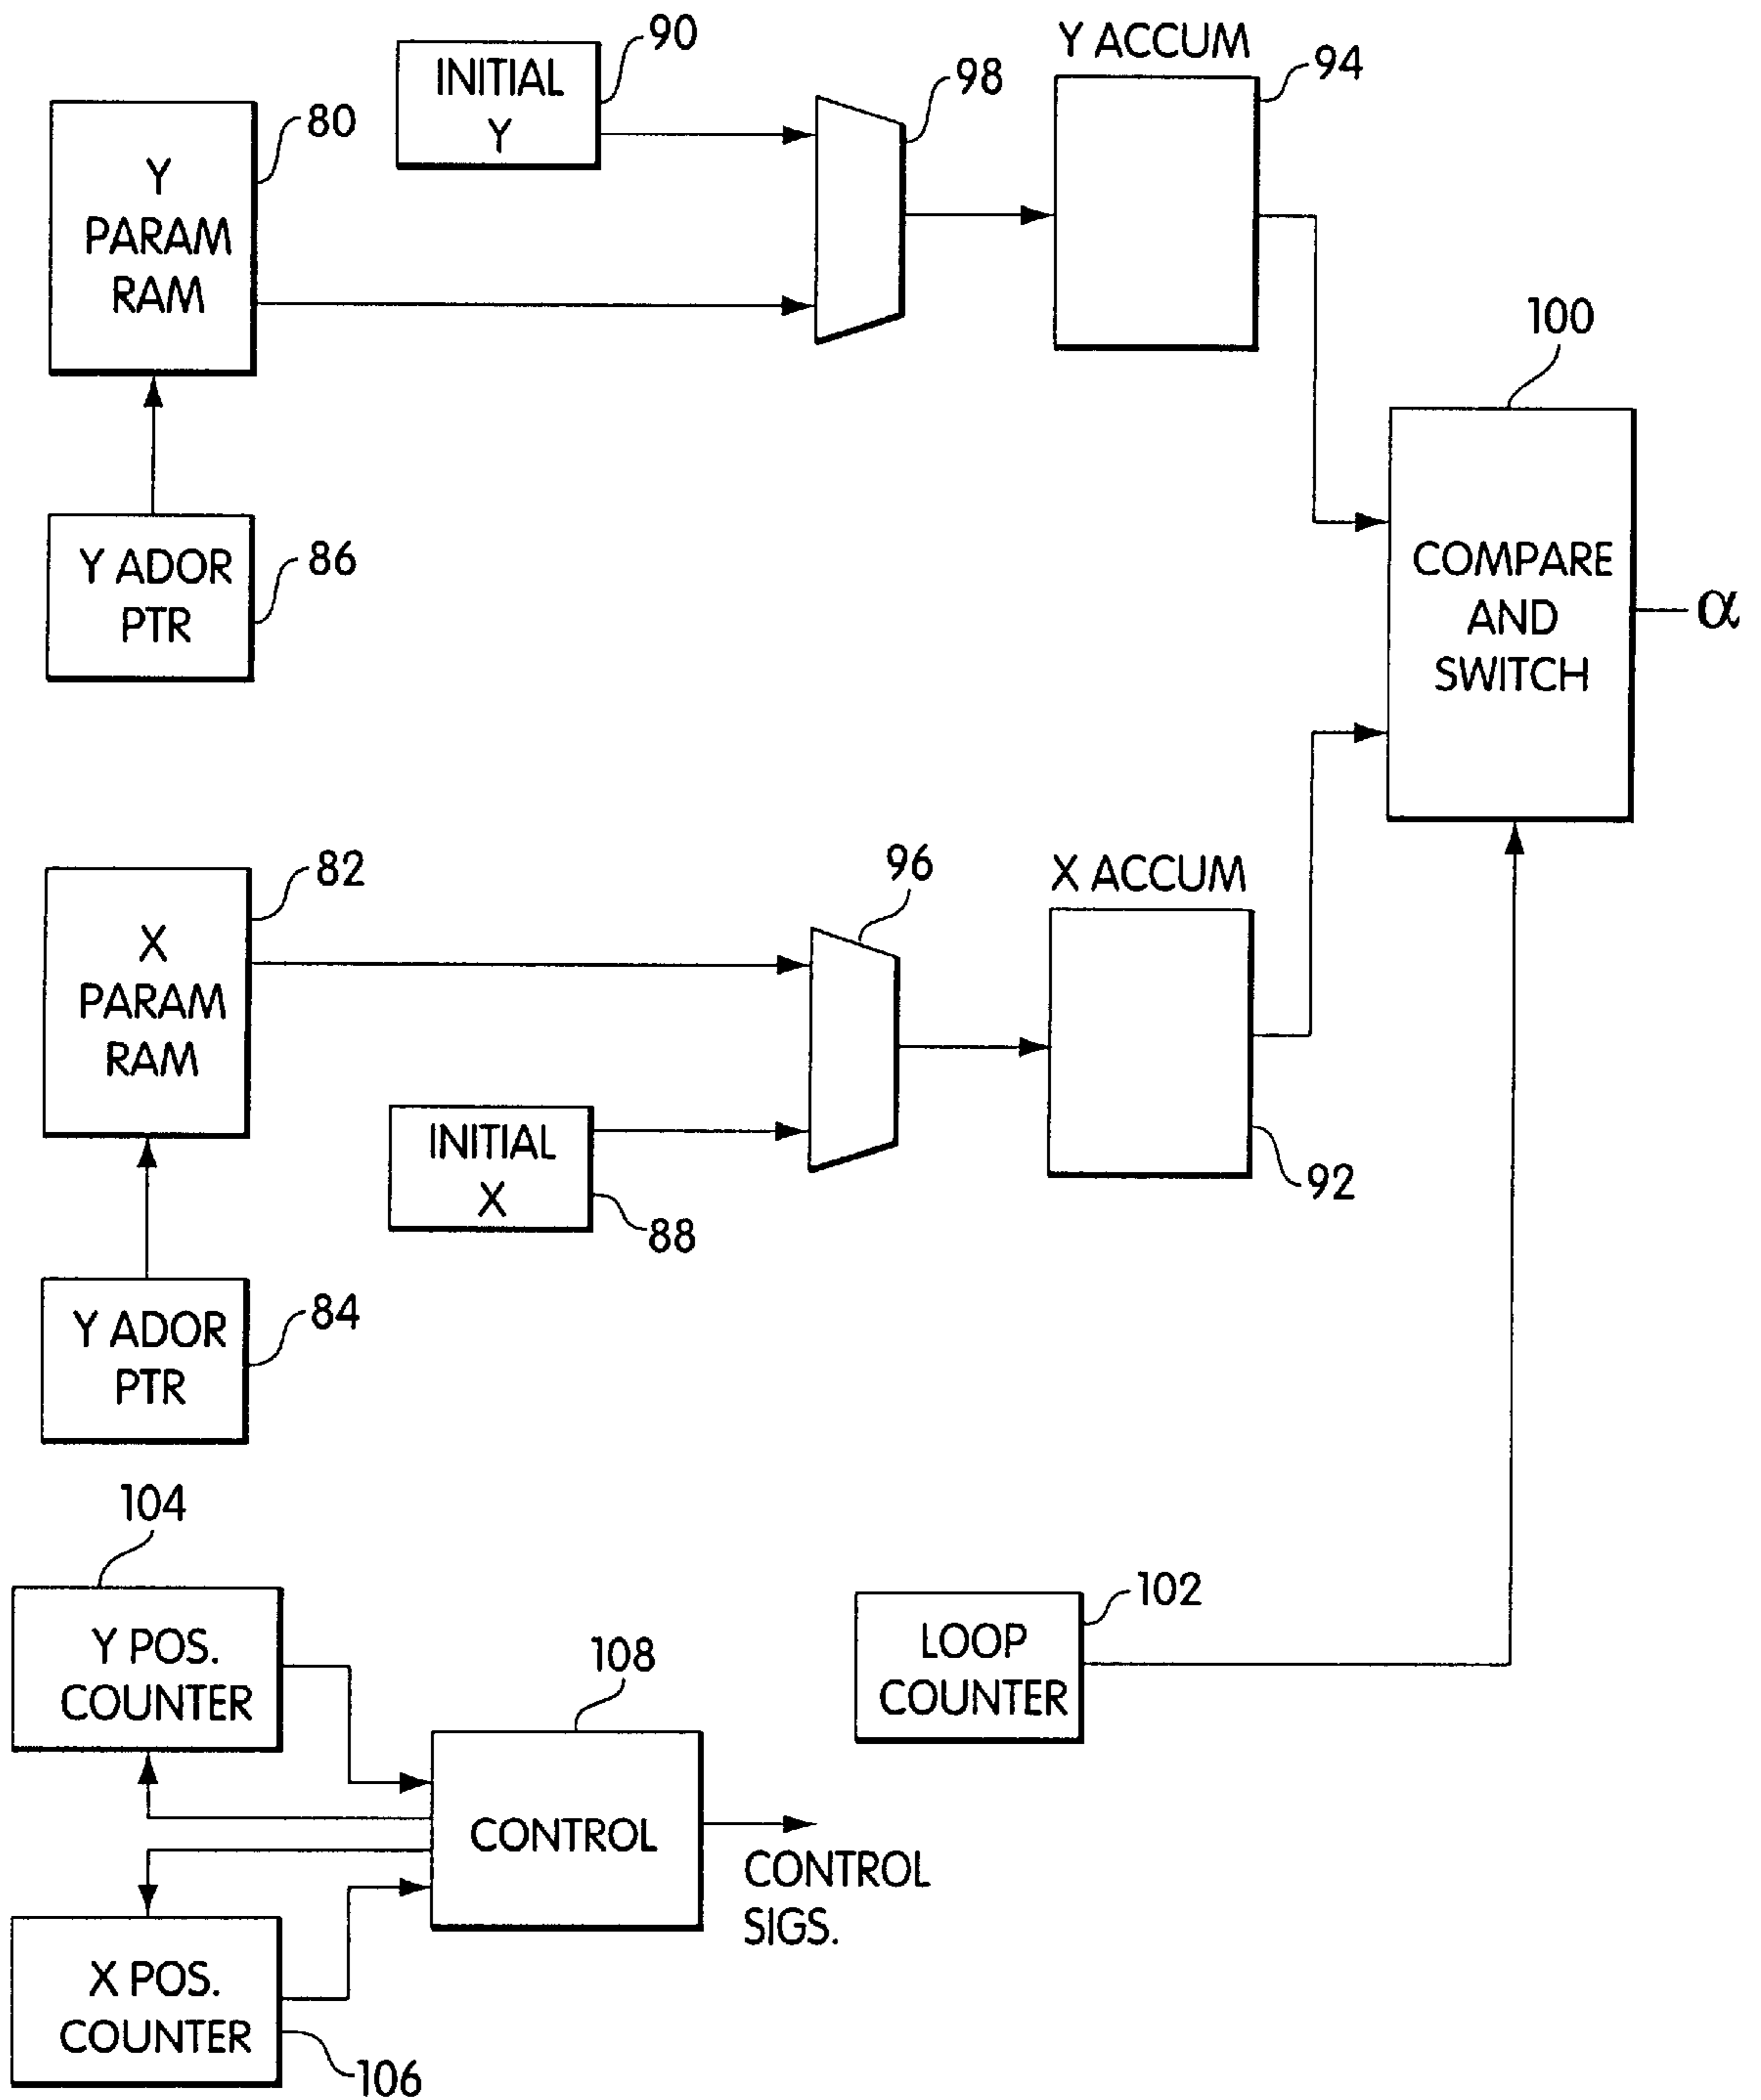 90
INITIAL
Y
98
Y ACCUM
94
80
Y
PARAM
RAM
100
86
Y ADOR
PTR
COMPARE
AND
SWITCH
α
82
X
PARAM
RAM
96
X ACCUM
92
INITIAL
X
88
84
Y ADOR
PTR
104
Y POS.
COUNTER
102
LOOP
COUNTER
108
CONTROL
CONTROL
SIGS.
X POS.
COUNTER
106